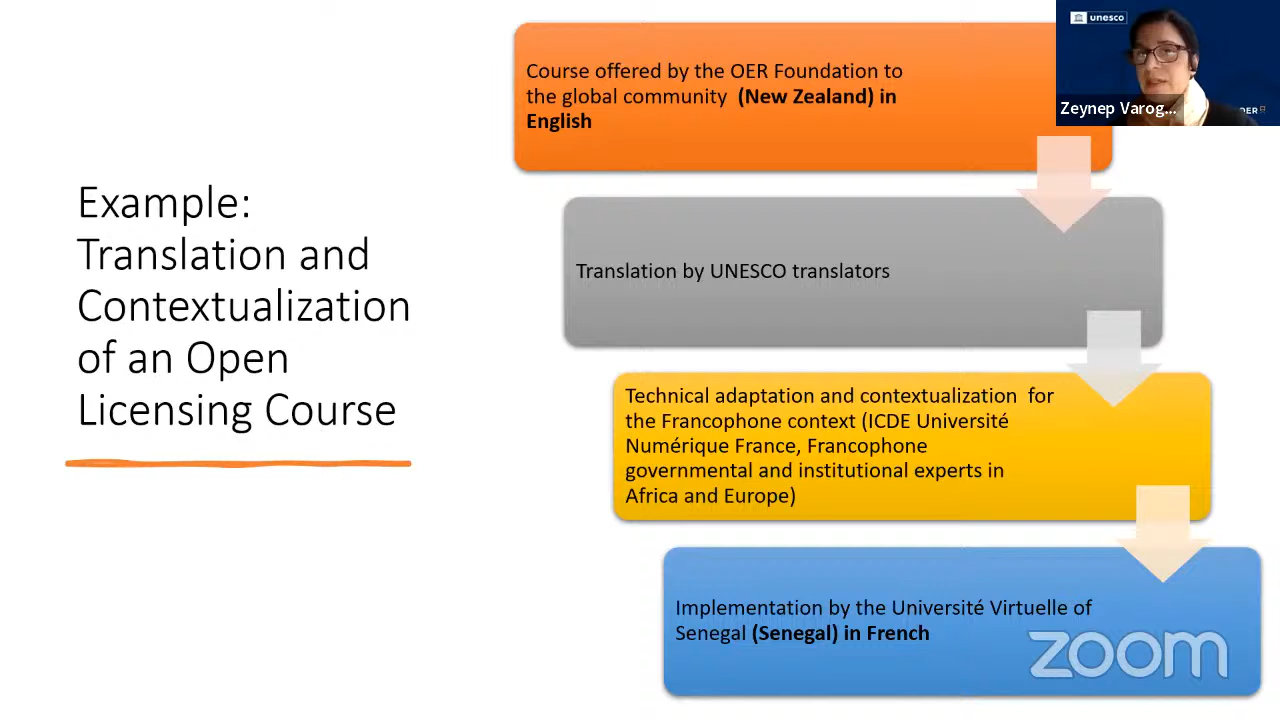 Example:
Translation and
Contextualization
of an Open
Licensing Course
Course offered by the OER Foundation to
the global community (New Zealand) in
English
Translation by UNESCO translators
Technical adaptation and contextualization for
the Francophone context (ICDE Université
Numérique France, Francophone
governmental and institutional experts in
Africa and Europe)
Implementation by the Université Virtuelle of
Senegal (Senegal) in French
unesco
Zeynep Varog...
OER
zoom